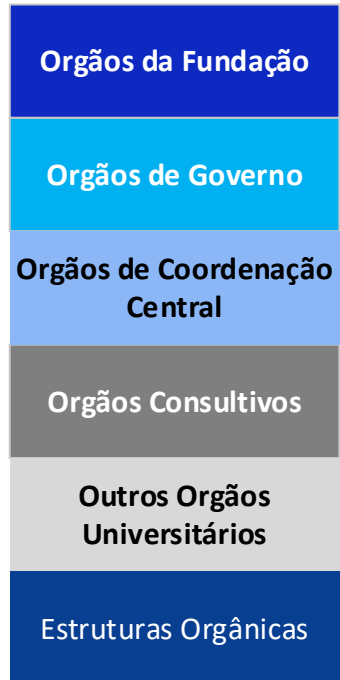 Orgãos da Fundação
Orgãos de Governo
Orgãos de Coordenação
Central
Orgãos Consultivos
Outros Orgãos
Universitários
Estruturas Orgânicas